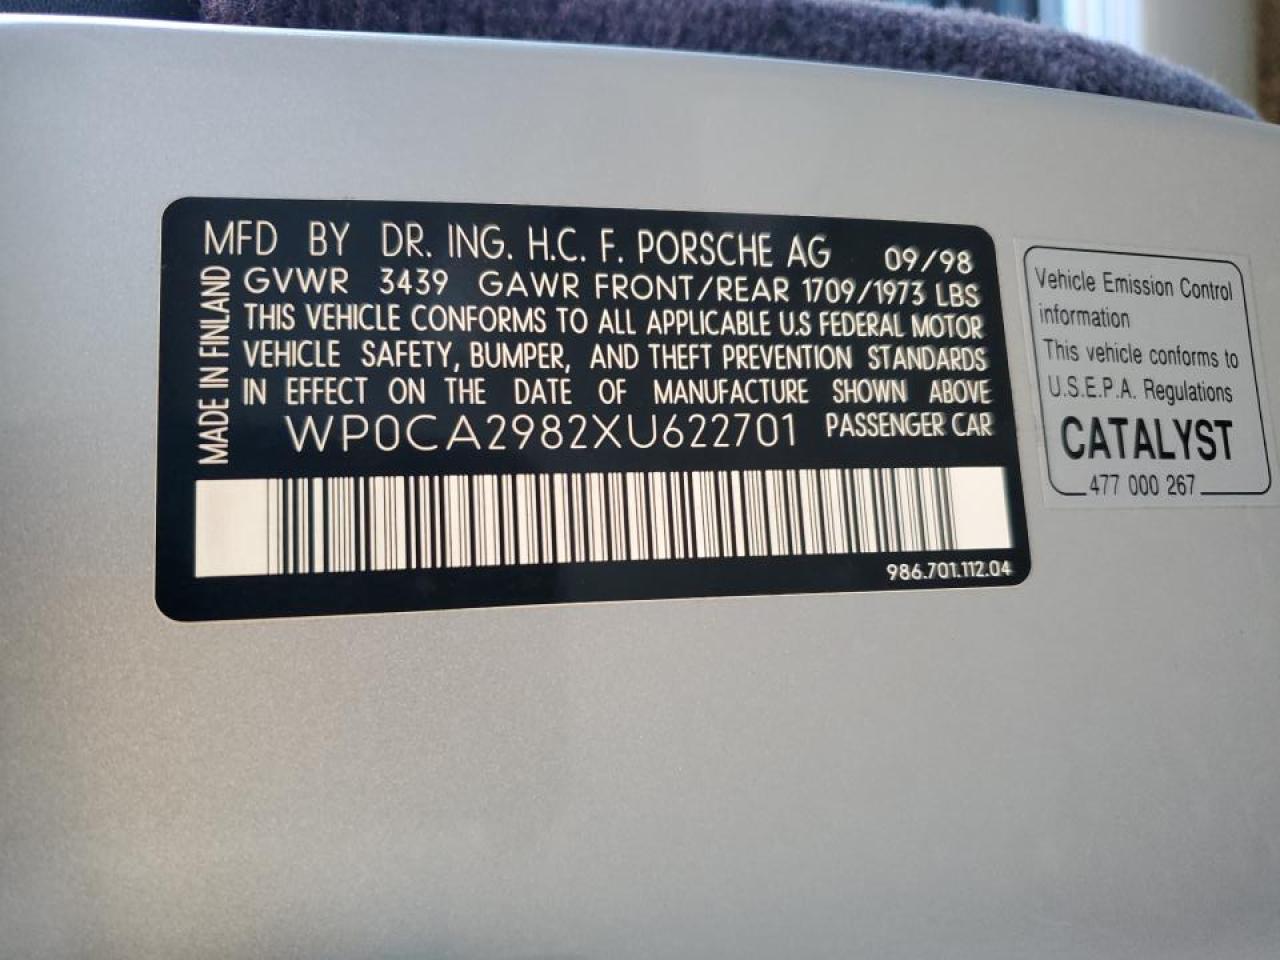 MFD BY DR. ING. H.C. F. PORSCHE AG 09/98
GVWR 3439 GAWR FRONT/REAR 1709/1973 LBS
THIS VEHICLE CONFORMS TO ALL APPLICABLE U.S FEDERAL MOTOR
VEHICLE SAFETY, BUMPER, AND THEFT PREVENTION STANDARDS
IN EFFECT ON THE DATE OF MANUFACTURE SHOWN ABOVE
WP0CA2982XU622701 PASSENGER CAR
MADE IN FINLAND
986.701.112.04
Vehicle Emission Control
information
This vehicle conforms to
U.S.E.P.A. Regulations
CATALYST
477 000 267